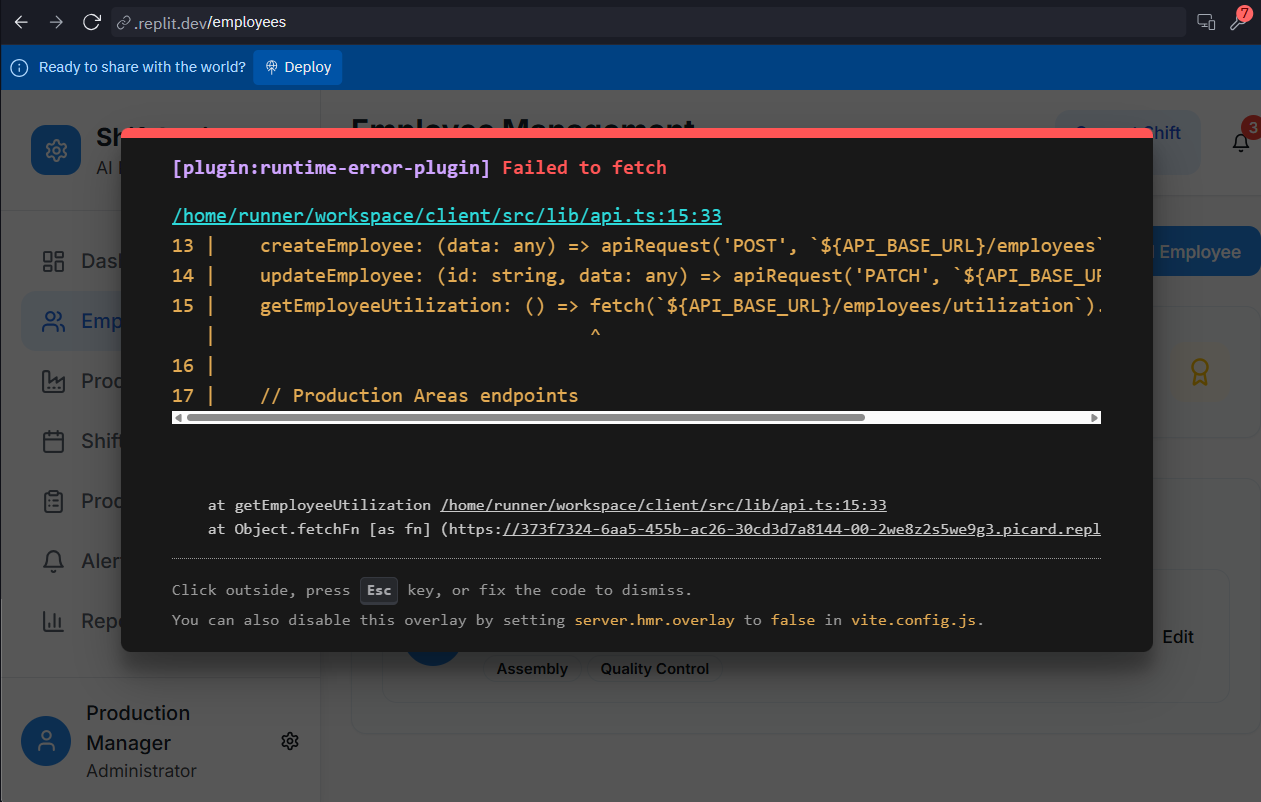 .replit.dev/employees
7
Ready to share with the world?
Deploy
Employee Management
Shift
3
AI
[plugin:runtime-error-plugin] Failed to fetch
/home/runner/workspace/client/src/lib/api.ts:15:33
13 |    createEmployee: (data: any) => apiRequest('POST', `${API_BASE_URL}/employees`
14 |    updateEmployee: (id: string, data: any) => apiRequest('PATCH', `${API_BASE_UR
15 |    getEmployeeUtilization: () => fetch(`${API_BASE_URL}/employees/utilization`).
|                                  ^
16 |
17 |    // Production Areas endpoints
at getEmployeeUtilization /home/runner/workspace/client/src/lib/api.ts:15:33
at Object.fetchFn [as fn] (https://373f7324-6aa5-455b-ac26-30cd3d7a8144-00-2we8z2s5we9g3.picard.repl
Click outside, press Esc key, or fix the code to dismiss.
You can also disable this overlay by setting server.hmr.overlay to false in vite.config.js.
Das
Emp
Prod
Shift
Prod
Aler
Repo
Employee
Edit
Assembly Quality Control
Production
Manager
Administrator